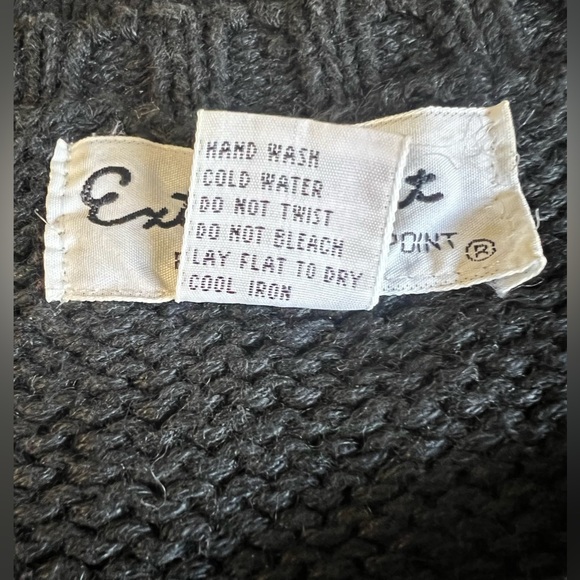 HAND WASH
COLD WATER
DO NOT TWIST
DO NOT BLEACH
LAY FLAT TO DRY
COOL IRON
POINT ®